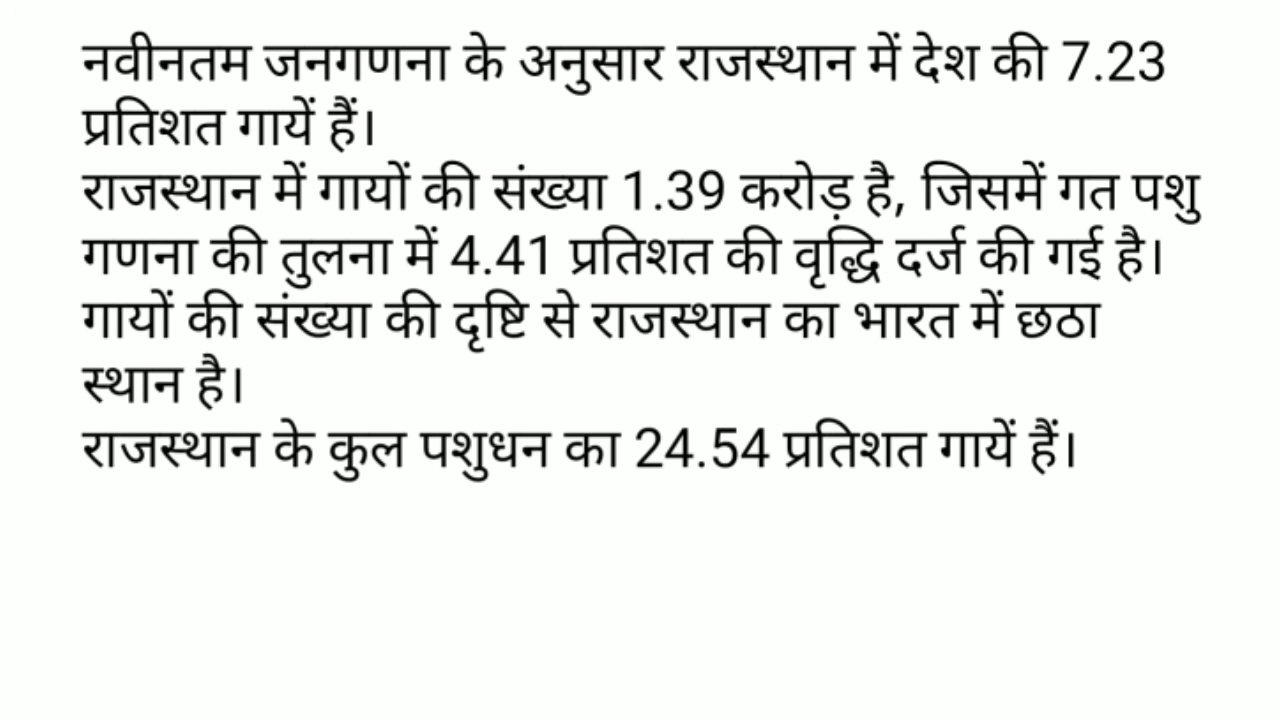 नवीनतम जनगणना के अनुसार राजस्थान में देश की 7.23
प्रतिशत गायें हैं।
राजस्थान में गायों की संख्या 1.39 करोड़ है, जिसमें गत पशु
गणना की तुलना में 4.41 प्रतिशत की वृद्धि दर्ज की गई है।
गायों की संख्या की दृष्टि से राजस्थान का भारत में छठा
स्थान है।
राजस्थान के कुल पशुधन का 24.54 प्रतिशत गायें हैं।